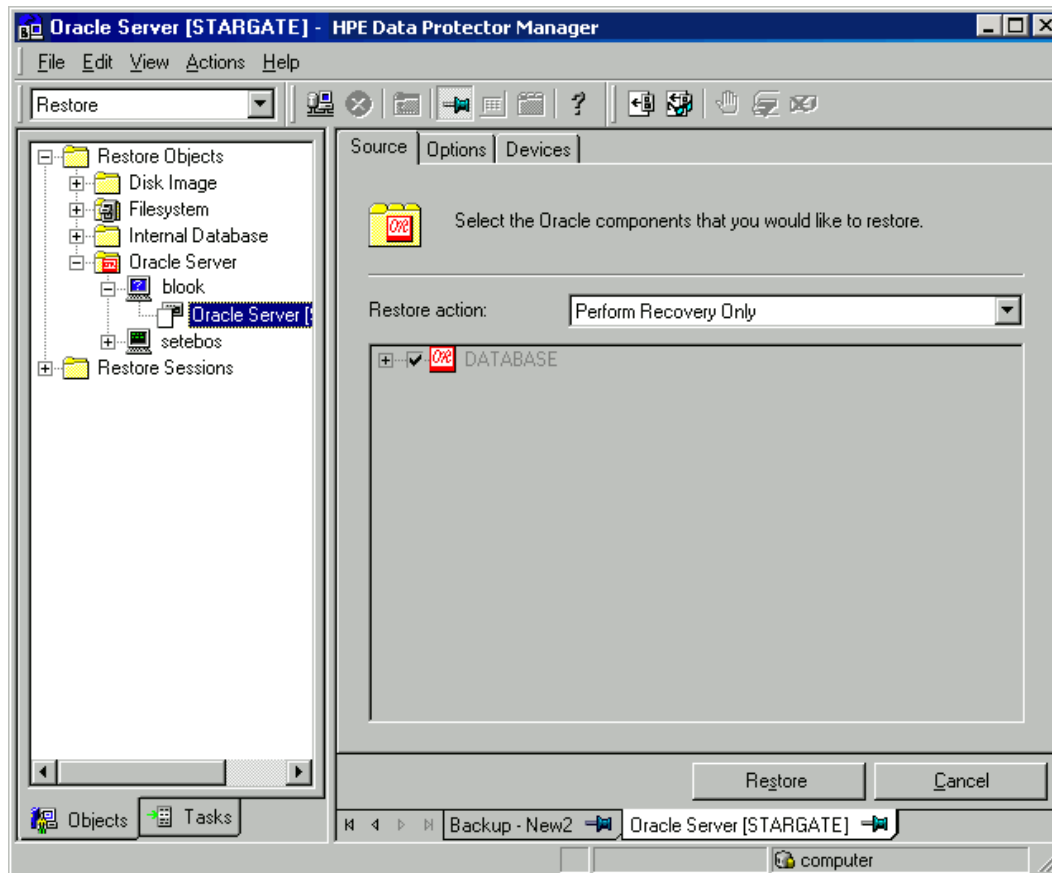 Oracle Server [STARGATE] - HPE Data Protector Manager
File Edit View Actions Help
Restore
Source Options Devices
Restore Objects
Disk Image
Filesystem
Internal Database
Oracle Server
blook
Oracle Server [
setebos
Restore Sessions
Select the Oracle components that you would like to restore.
Restore action: Perform Recovery Only
DATABASE
Restore Cancel
Objects Tasks
Backup - New2 Oracle Server [STARGATE]
computer